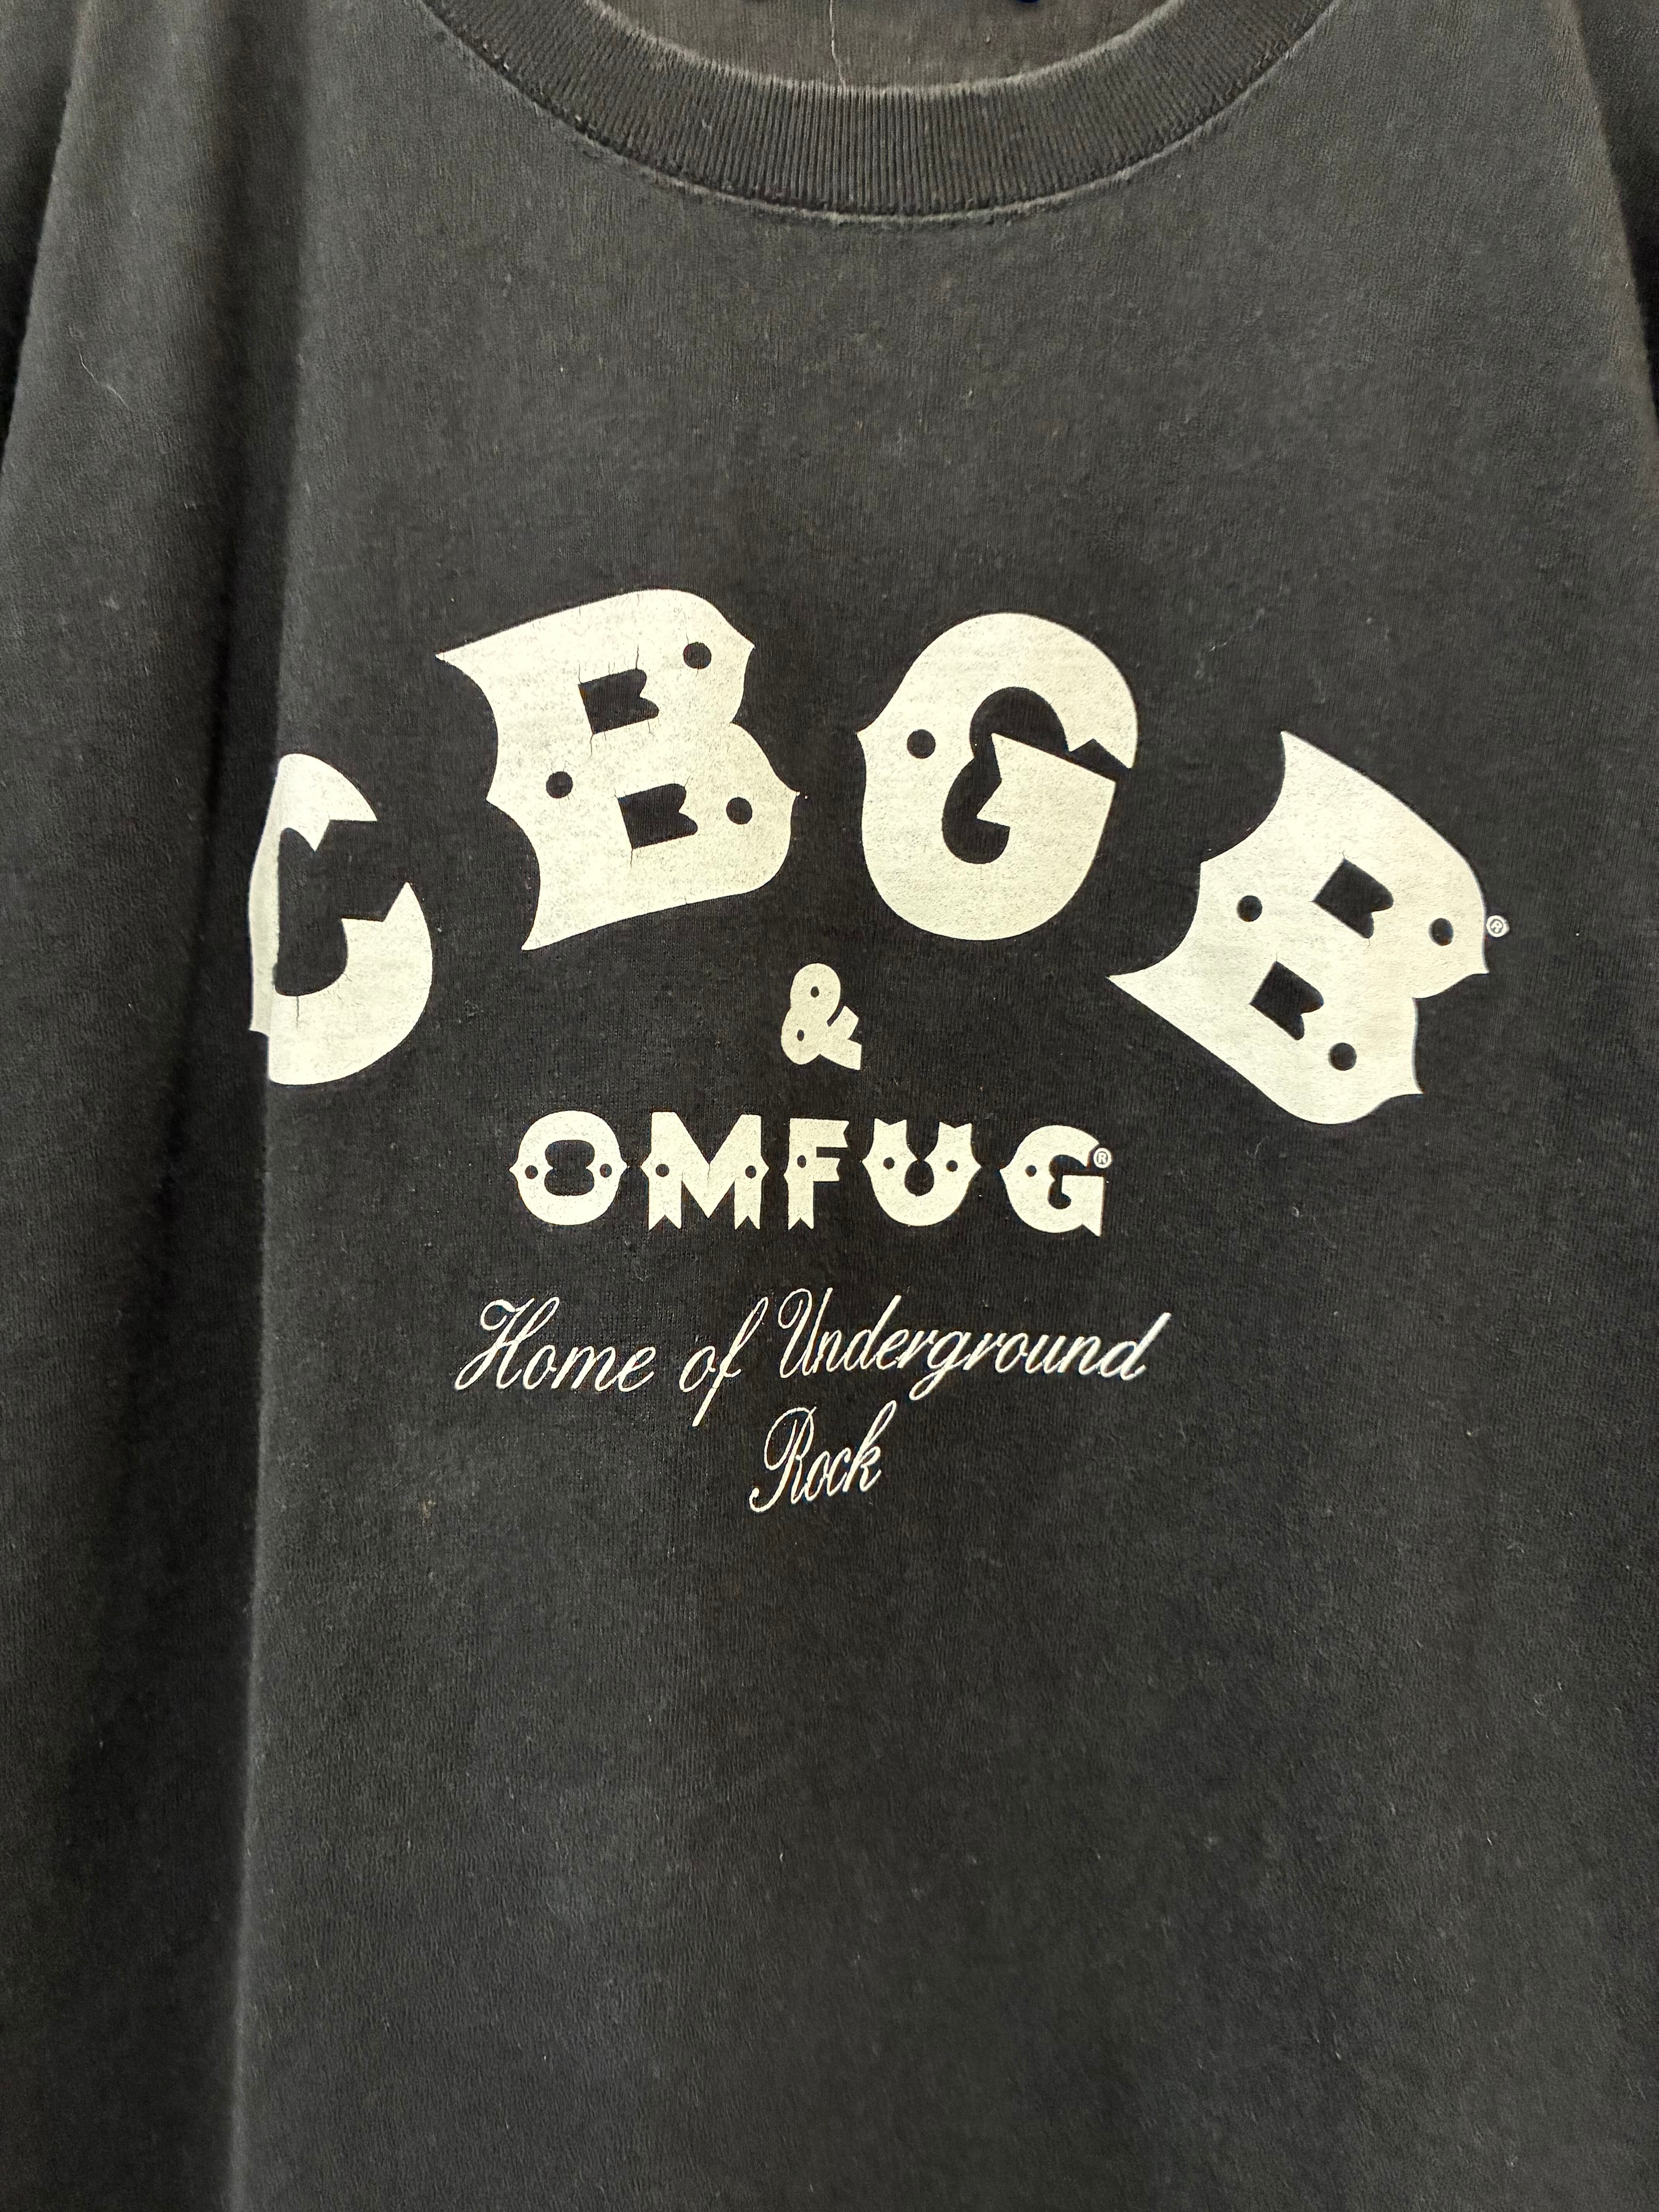 CBGB®
&
OMFUG®
Home of Underground
Rock